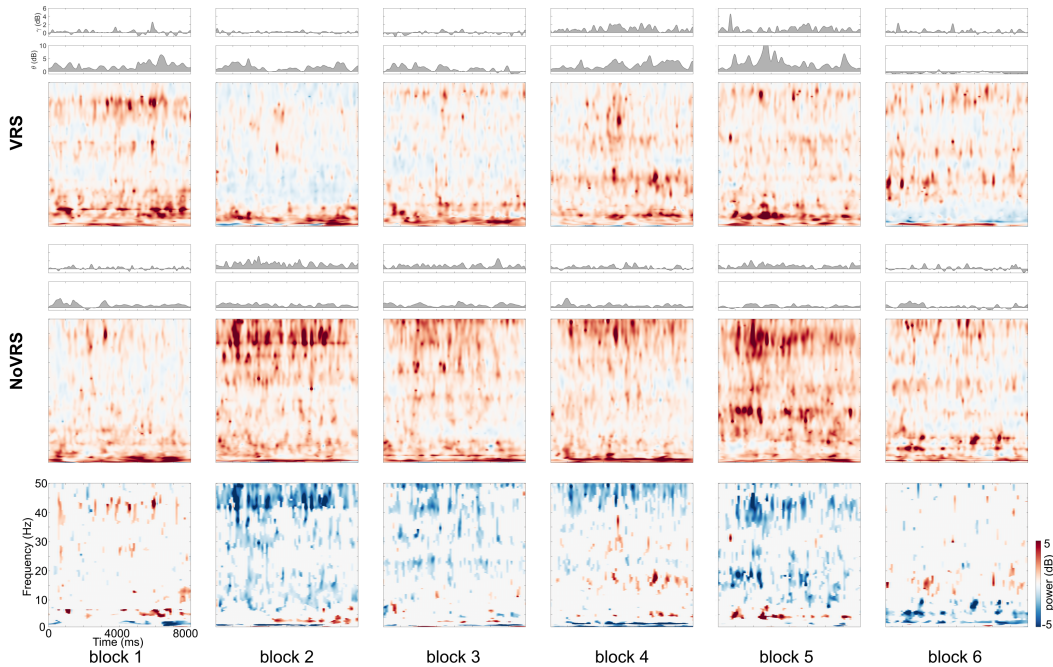 γ (dB)
6
4
2
0
θ (dB)
10
5
0
VRS
NoVRS
Frequency (Hz)
50
40
30
20
10
0
0 4000 8000
Time (ms)
5
-5
power (dB)
block 1 block 2 block 3 block 4 block 5 block 6